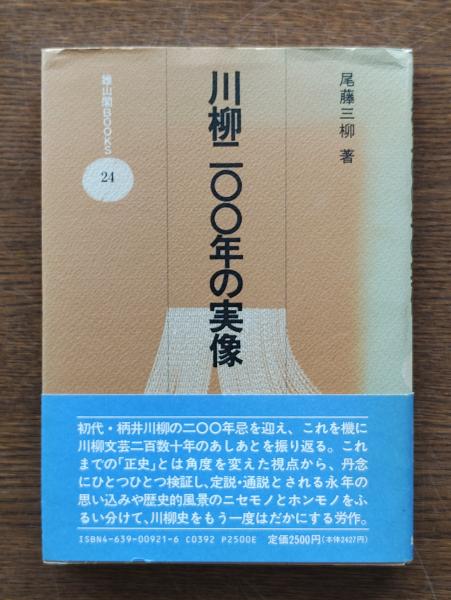 尾藤三柳 著
川柳二〇〇年の実像
雄山閣BOOKS
24
初代・柄井川柳の二〇〇年忌を迎え、これを機に
川柳文芸二百数十年のあしあとを振り返る。これ
までの「正史」とは角度を変えた視点から、丹念
にひとつひとつ検証し、定説・通説とされる永年の
思い込みや歴史的風景のニセモノとホンモノをふ
るい分けて、川柳史をもう一度はだかにする労作。
ISBN4-639-00921-6 C0392 P2500E 定価2500円(本体2427円)